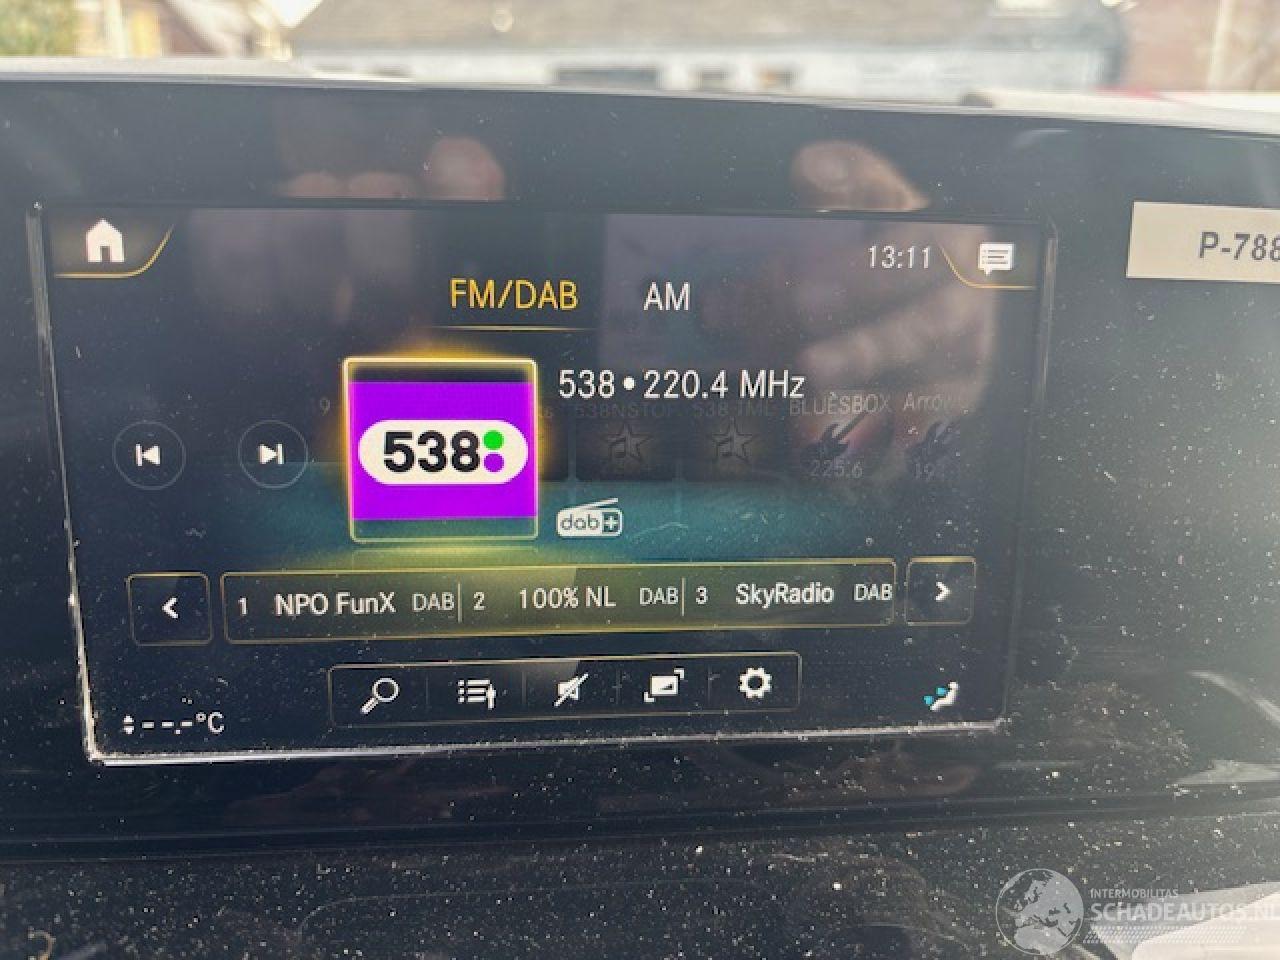 13:11
FM/DAB AM
P-788
538•220.4 MHz
538NSTOP 538 TML BLUESBOX Arrow
538
225.6
dab+
1 NPO FunX DAB 2 100% NL DAB 3 SkyRadio DAB
--.-°C
INTERMOBILITAS
SCHADEAUTOS.NL